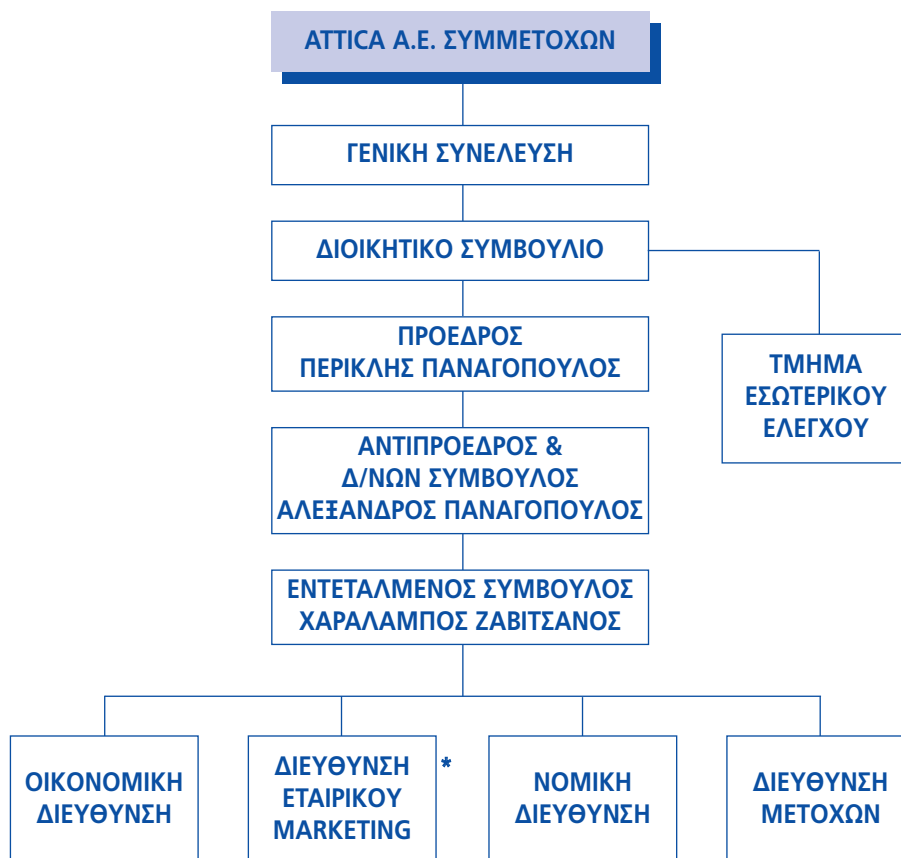 ATTICA Α.Ε. ΣΥΜΜΕΤΟΧΩΝ
ΓΕΝΙΚΗ ΣΥΝΕΛΕΥΣΗ
ΔΙΟΙΚΗΤΙΚΟ ΣΥΜΒΟΥΛΙΟ
ΠΡΟΕΔΡΟΣ
ΠΕΡΙΚΛΗΣ ΠΑΝΑΓΟΠΟΥΛΟΣ
ΤΜΗΜΑ
ΕΣΩΤΕΡΙΚΟΥ
ΕΛΕΓΧΟΥ
ΑΝΤΙΠΡΟΕΔΡΟΣ &
Δ/ΝΩΝ ΣΥΜΒΟΥΛΟΣ
ΑΛΕΞΑΝΔΡΟΣ ΠΑΝΑΓΟΠΟΥΛΟΣ
ΕΝΤΕΤΑΛΜΕΝΟΣ ΣΥΜΒΟΥΛΟΣ
ΧΑΡΑΛΑΜΠΟΣ ΖΑΒΙΤΣΑΝΟΣ
ΟΙΚΟΝΟΜΙΚΗ
ΔΙΕΥΘΥΝΣΗ
ΔΙΕΥΘΥΝΣΗ *
ΕΤΑΙΡΙΚΟΥ
MARKETING
ΝΟΜΙΚΗ
ΔΙΕΥΘΥΝΣΗ
ΔΙΕΥΘΥΝΣΗ
ΜΕΤΟΧΩΝ